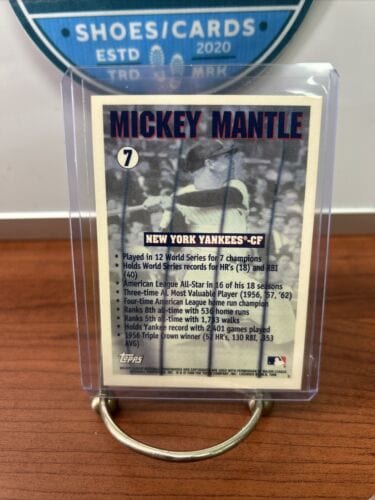 SHOES/CARDS
ESTD 2020
TRD MRK
MICKEY MANTLE
7
NEW YORK YANKEES®-CF
• Played in 12 World Series for 7 champions
• Holds World Series records for HR's (18) and RBI
(40)
• American League All-Star in 16 of his 18 seasons
• Three-time AL Most Valuable Player (1956, '57, '62)
• Four-time American League home run champion
• Ranks 8th all-time with 536 home runs
• Ranks 5th all-time with 1,733 walks
• Holds Yankee record with 2,401 games played
• 1956 Triple Crown winner (52 HR's, 130 RBI, .353
AVG)
TOPPS